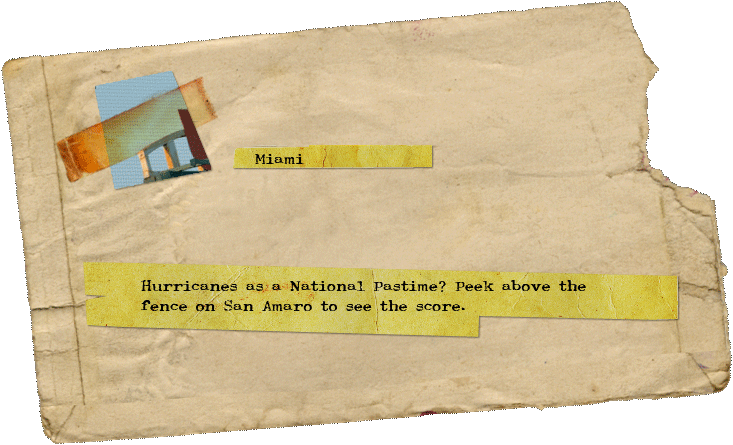 Miami
Hurricanes as a National Pastime? Peek above the
fence on San Amaro to see the score.